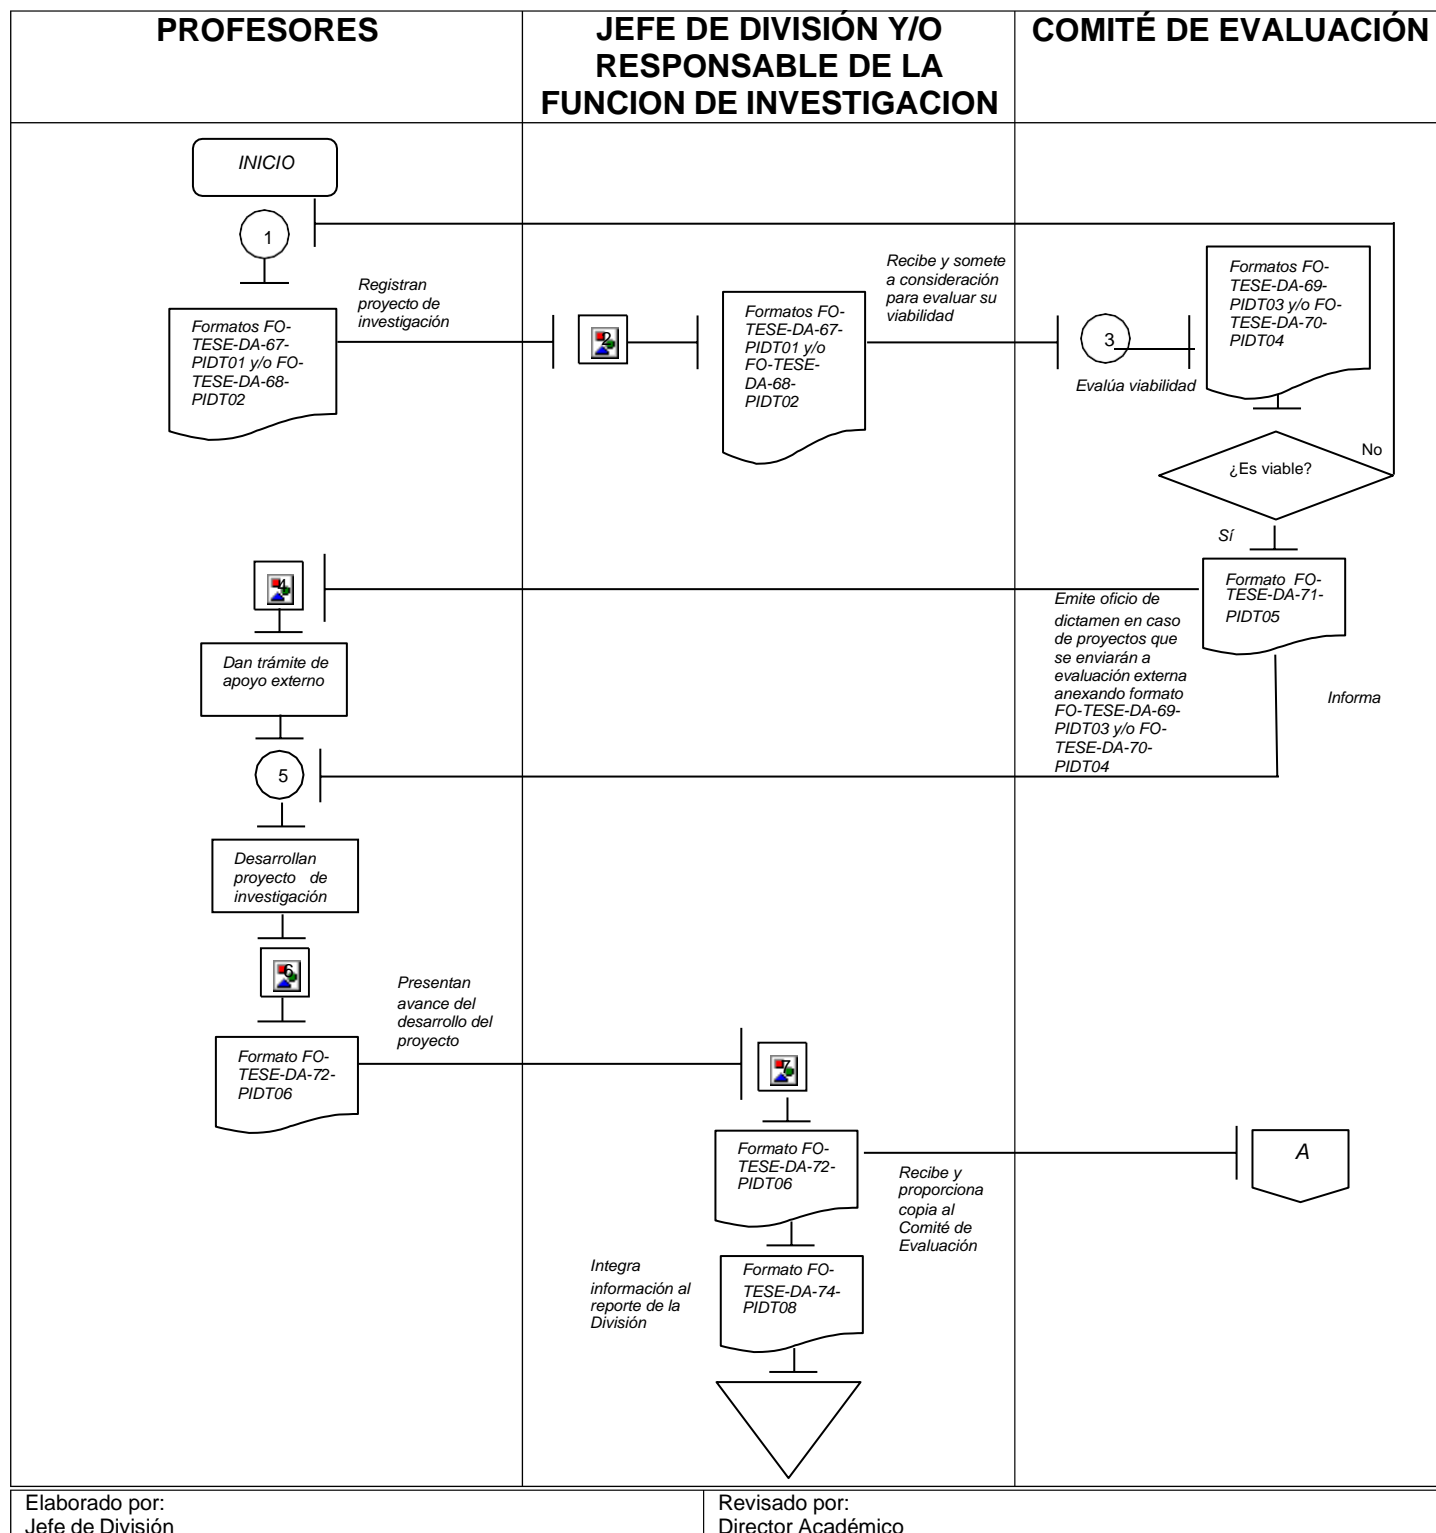 PROFESORES
JEFE DE DIVISIÓN Y/O
RESPONSABLE DE LA
FUNCION DE INVESTIGACION
COMITÉ DE EVALUACIÓN
INICIO
1
Formatos FO-
TESE-DA-67-
PIDT01 y/o FO-
TESE-DA-68-
PIDT02
Registran
proyecto de
investigación
2
Formatos FO-
TESE-DA-67-
PIDT01 y/o
FO-TESE-
DA-68-
PIDT02
Recibe y somete
a consideración
para evaluar su
viabilidad
3
Evalúa viabilidad
Formatos FO-
TESE-DA-69-
PIDT03 y/o FO-
TESE-DA-70-
PIDT04
¿Es viable?
No
Sí
Formato FO-
TESE-DA-71-
PIDT05
Emite oficio de
dictamen en caso
de proyectos que
se enviarán a
evaluación externa
anexando formato
FO-TESE-DA-69-
PIDT03 y/o FO-
TESE-DA-70-
PIDT04
Informa
4
Dan trámite de
apoyo externo
5
Desarrollan
proyecto de
investigación
6
Formato FO-
TESE-DA-72-
PIDT06
Presentan
avance del
desarrollo del
proyecto
7
Formato FO-
TESE-DA-72-
PIDT06
Recibe y
proporciona
copia al
Comité de
Evaluación
A
Integra
información al
reporte de la
División
Formato FO-
TESE-DA-74-
PIDT08
Elaborado por:
Jefe de División
Revisado por:
Director Académico